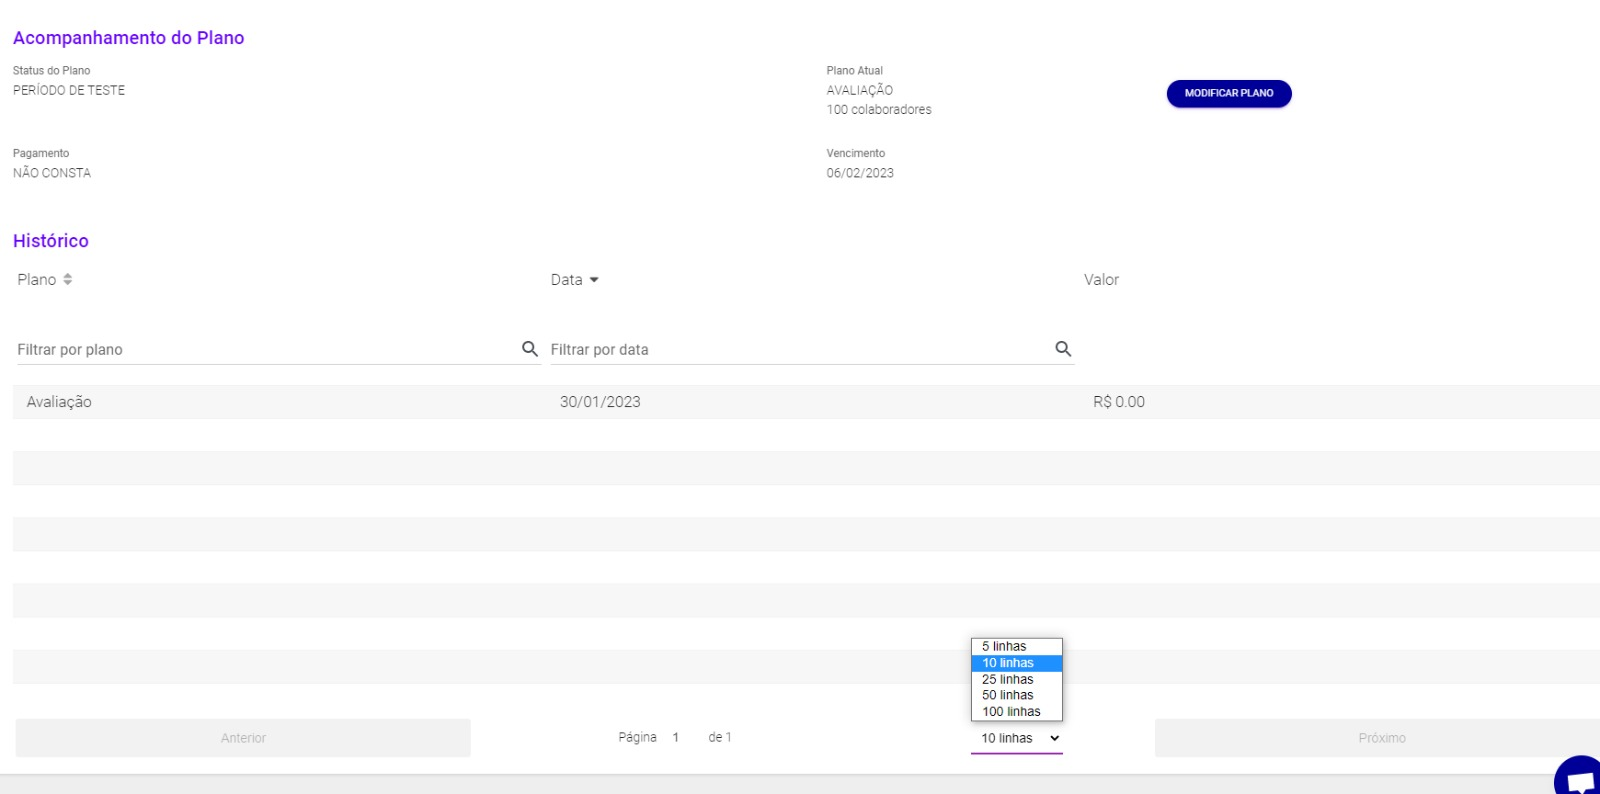 Acompanhamento do Plano
Status do Plano
PERÍODO DE TESTE
Plano Atual
AVALIAÇÃO
100 colaboradores
MODIFICAR PLANO
Pagamento
NÃO CONSTA
Vencimento
06/02/2023
Histórico
Plano
Data
Valor
Filtrar por plano
Filtrar por data
Avaliação
30/01/2023
R$ 0.00
5 linhas
10 linhas
25 linhas
50 linhas
100 linhas
Anterior
Página 1 de 1
10 linhas
Próximo